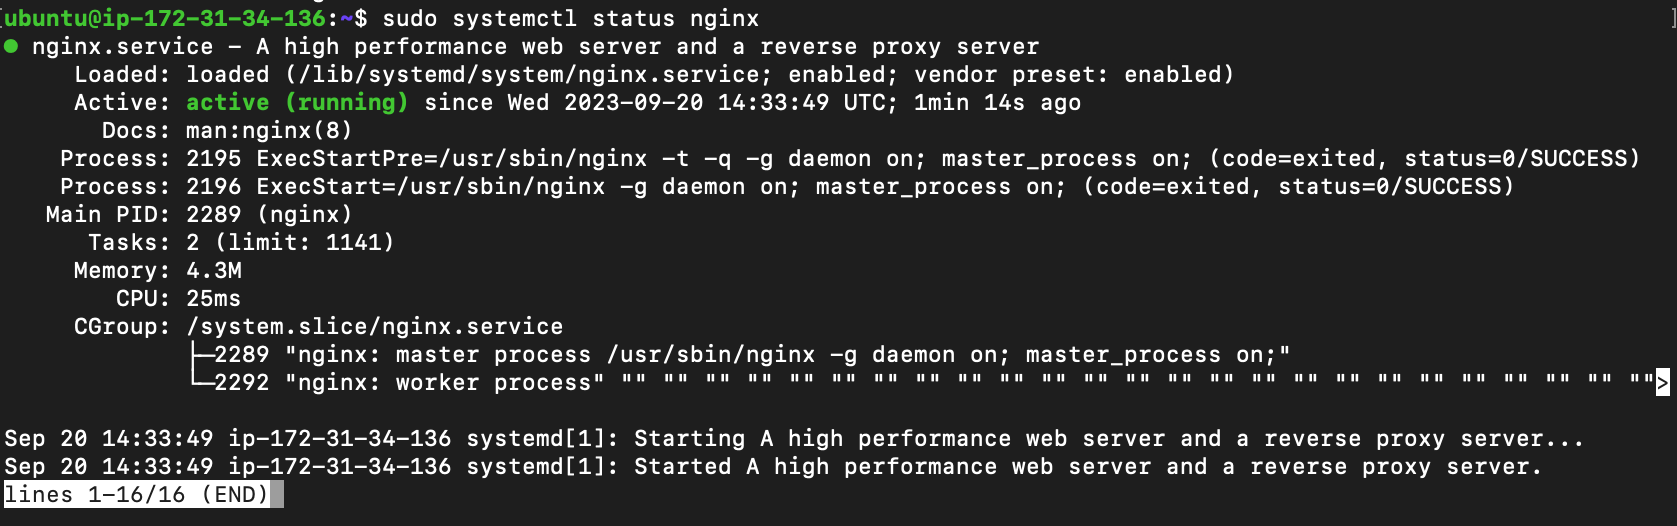 [ubuntu@ip-172-31-34-136:~$ sudo systemctl status nginx ]
● nginx.service - A high performance web server and a reverse proxy server
Loaded: loaded (/lib/systemd/system/nginx.service; enabled; vendor preset: enabled)
Active: active (running) since Wed 2023-09-20 14:33:49 UTC; 1min 14s ago
Docs: man:nginx(8)
Process: 2195 ExecStartPre=/usr/sbin/nginx -t -q -g daemon on; master_process on; (code=exited, status=0/SUCCESS)
Process: 2196 ExecStart=/usr/sbin/nginx -g daemon on; master_process on; (code=exited, status=0/SUCCESS)
Main PID: 2289 (nginx)
Tasks: 2 (limit: 1141)
Memory: 4.3M
CPU: 25ms
CGroup: /system.slice/nginx.service
├─2289 "nginx: master process /usr/sbin/nginx -g daemon on; master_process on;"
└─2292 "nginx: worker process" "" "" "" "" "" "" "" "" "" "" "" "" "" "" "" "" "" "" "" "" "" "" "" "" "">
Sep 20 14:33:49 ip-172-31-34-136 systemd[1]: Starting A high performance web server and a reverse proxy server...
Sep 20 14:33:49 ip-172-31-34-136 systemd[1]: Started A high performance web server and a reverse proxy server.
lines 1-16/16 (END)